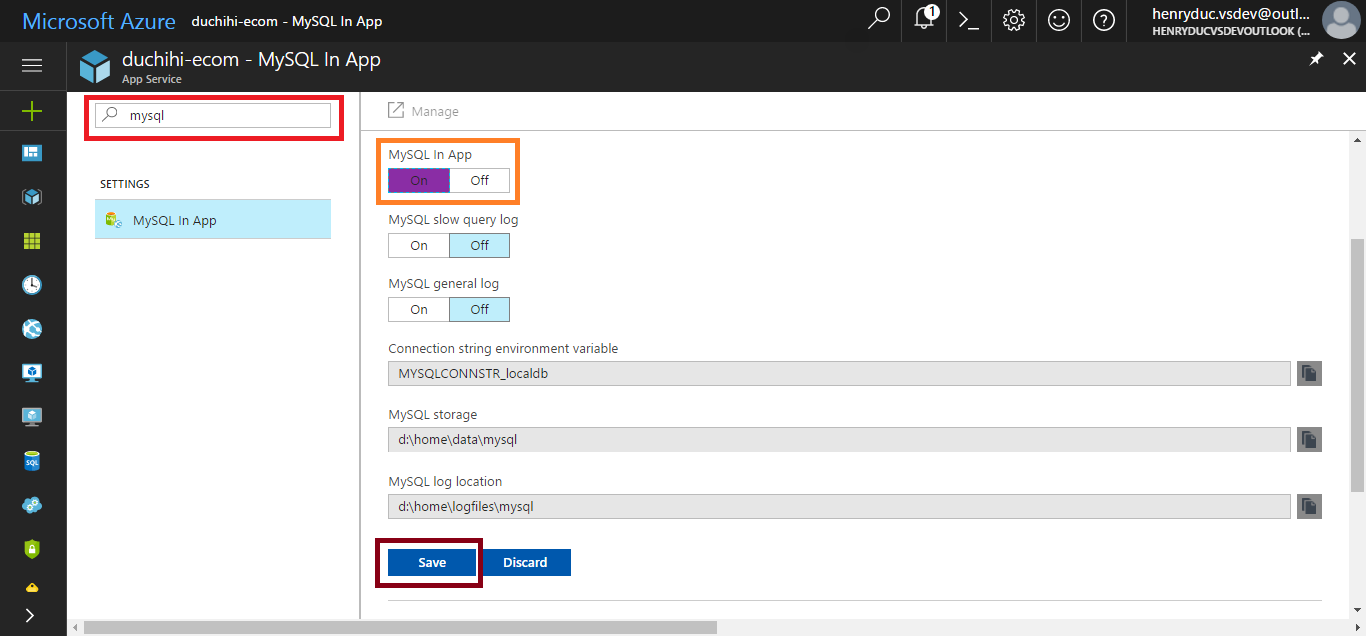 Microsoft Azure duchihi-ecom - MySQL In App
1
henryduc.vsdev@outl...
HENRYDUCVSDEVOUTLOOK (...
duchihi-ecom - MySQL In App
App Service
mysql
SETTINGS
MySQL In App
Manage
MySQL In App
On Off
MySQL slow query log
On Off
MySQL general log
On Off
Connection string environment variable
MYSQLCONNSTR_localdb
MySQL storage
d:\home\data\mysql
MySQL log location
d:\home\logfiles\mysql
Save Discard
SQL